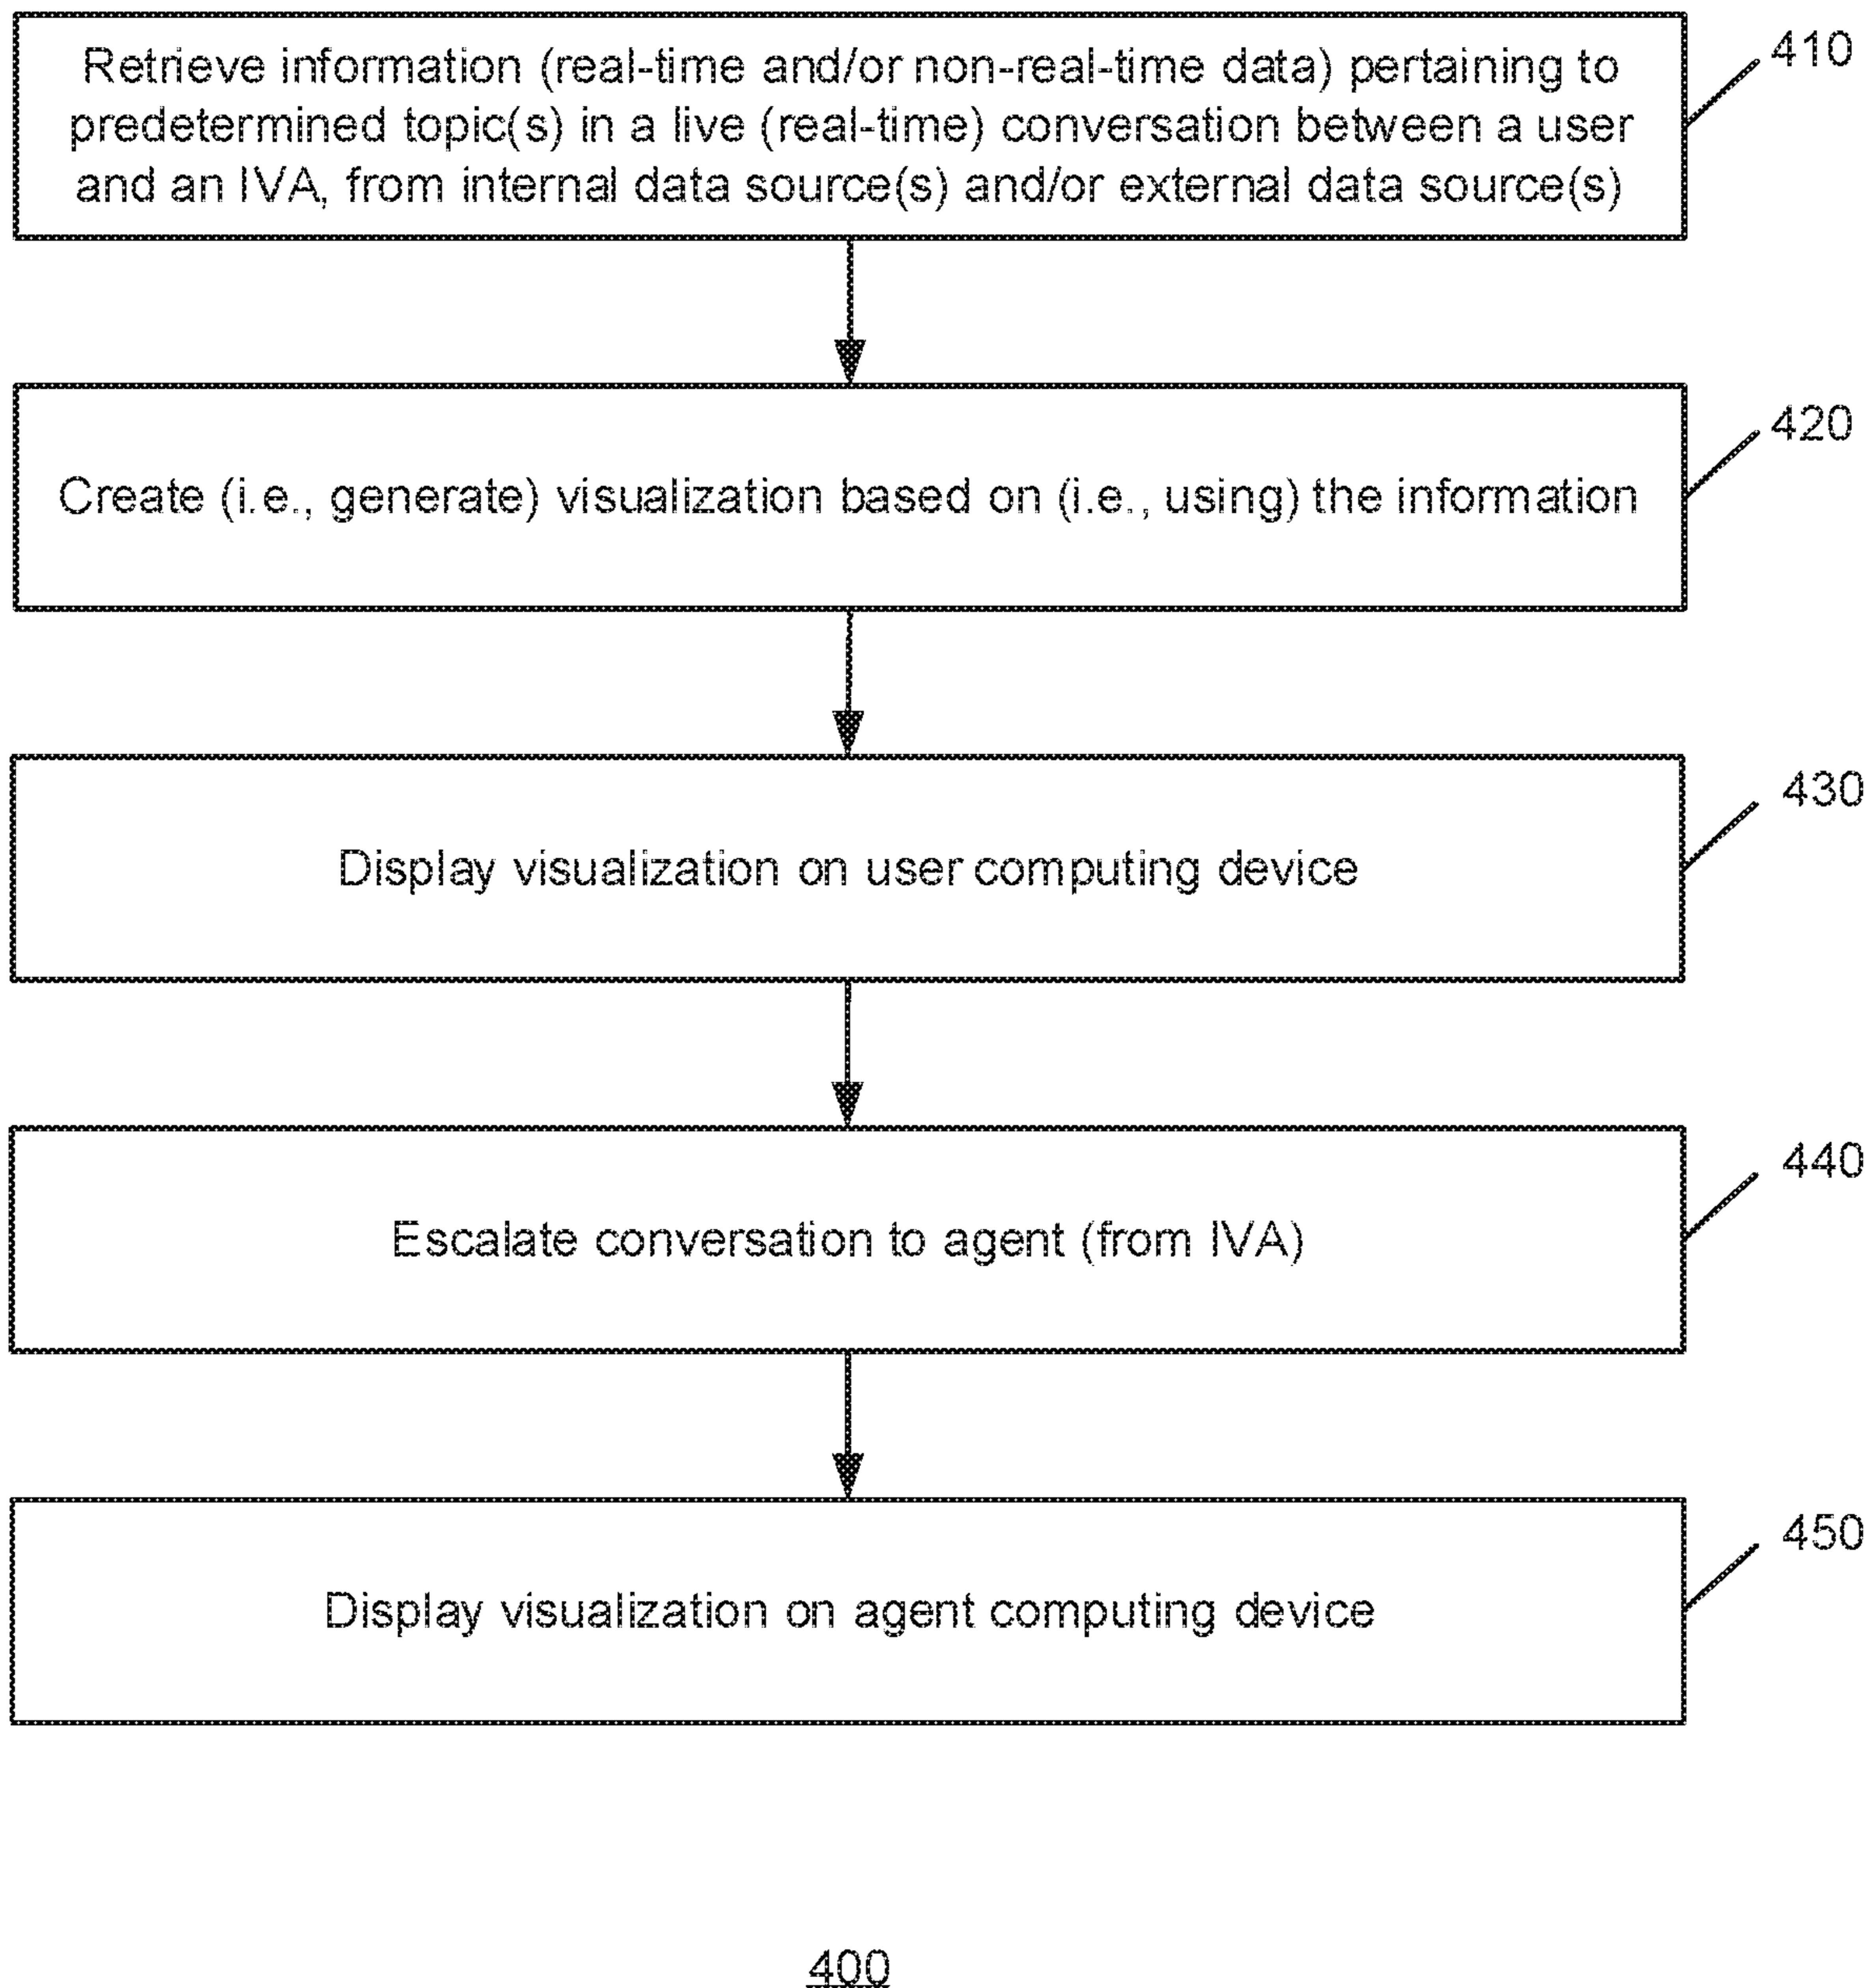 Retrieve information (real-time and/or non-real-time data) pertaining to
predetermined topic(s) in a live (real-time) conversation between a user
and an IVA, from internal data source(s) and/or external data source(s)
410
Create (i.e., generate) visualization based on (i.e., using) the information
420
Display visualization on user computing device
430
Escalate conversation to agent (from IVA)
440
Display visualization on agent computing device
450
400